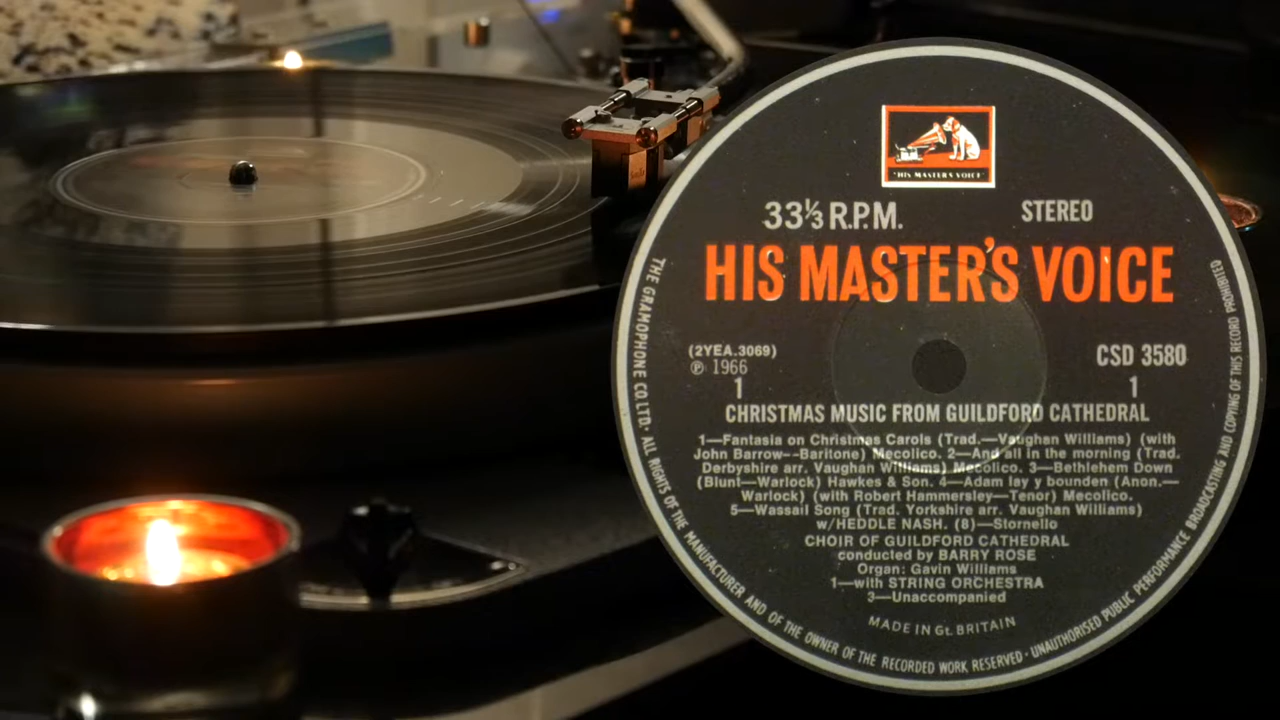 "HIS MASTER'S VOICE"
33⅓ R.P.M.
STEREO
HIS MASTER'S VOICE
(2YEA.3069)
℗ 1966
CSD 3580
1
1
CHRISTMAS MUSIC FROM GUILDFORD CATHEDRAL
1—Fantasia on Christmas Carols (Trad.—Vaughan Williams) (with
John Barrow--Baritone) Mecolico. 2—And all in the morning (Trad.
Derbyshire arr. Vaughan Williams) Mecolico. 3—Bethlehem Down
(Blunt—Warlock) Hawkes & Son. 4—Adam lay y bounden (Anon.—
Warlock) (with Robert Hammersley—Tenor) Mecolico.
5—Wassail Song (Trad. Yorkshire arr. Vaughan Williams)
w/HEDDLE NASH. (8)—Stornello
CHOIR OF GUILDFORD CATHEDRAL
conducted by BARRY ROSE
Organ: Gavin Williams
1—with STRING ORCHESTRA
3—Unaccompanied
MADE IN Gt. BRITAIN
THE GRAMOPHONE CO. LTD · ALL RIGHTS OF THE MANUFACTURER AND OF THE OWNER OF THE RECORDED WORK RESERVED · UNAUTHORISED PUBLIC PERFORMANCE BROADCASTING AND COPYING OF THIS RECORD PROHIBITED